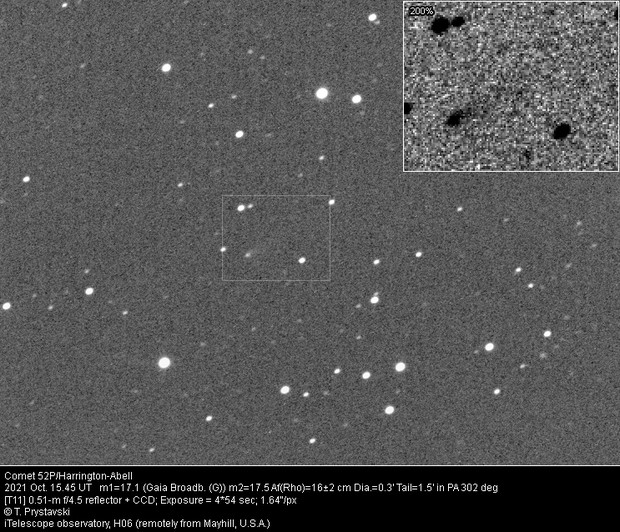 200%
Comet 52P/Harrington-Abell
2021 Oct. 15.45 UT m1=17.1 (Gaia Broadb. (G)) m2=17.5 Af(Rho)=16±2 cm Dia.=0.3' Tail=1.5' in PA 302 deg
[T11] 0.51-m f/4.5 reflector + CCD; Exposure = 4*54 sec; 1.64"/px
© T. Prystavski
iTelescope observatory, H06 (remotely from Mayhill, U.S.A.)